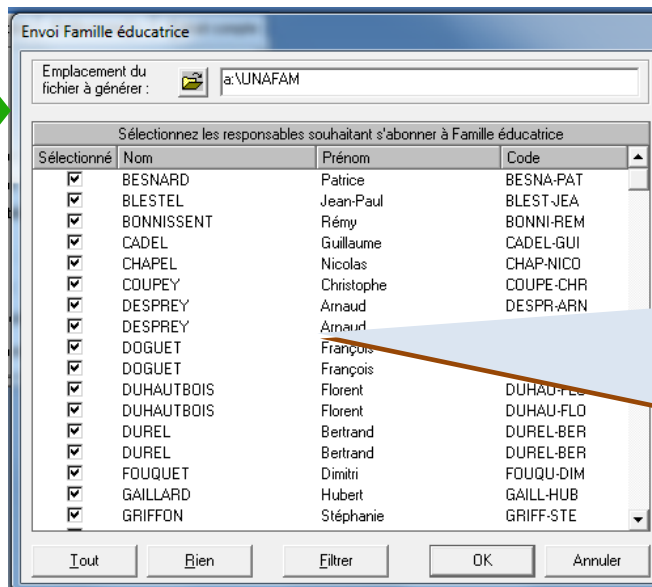 Envoi Famille éducatrice
Emplacement du
fichier à générer :
a:\UNAFAM
Sélectionnez les responsables souhaitant s'abonner à Famille éducatrice
Sélectionné Nom Prénom Code
BESNARD Patrice BESNA-PAT
BLESTEL Jean-Paul BLEST-JEA
BONNISSENT Rémy BONNI-REM
CADEL Guillaume CADEL-GUI
CHAPEL Nicolas CHAP-NICO
COUPEY Christophe COUPE-CHR
DESPREY Arnaud DESPR-ARN
DESPREY Arnaud
DOGUET François
DOGUET François
DUHAUTBOIS Florent DUHAU-FLO
DUHAUTBOIS Florent DUHAU-FLO
DUREL Bertrand DUREL-BER
DUREL Bertrand DUREL-BER
FOUQUET Dimitri FOUQU-DIM
GAILLARD Hubert GAILL-HUB
GRIFFON Stéphanie GRIFF-STE
Tout Rien Filtrer OK Annuler